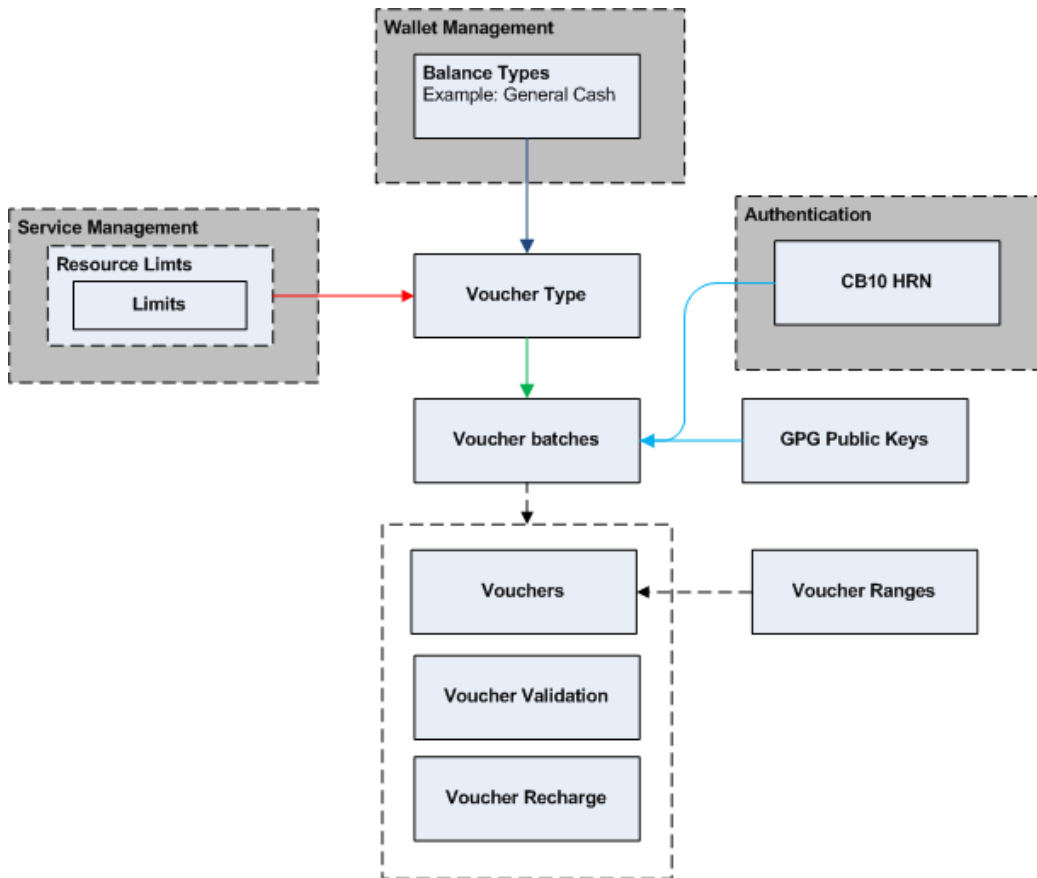 Wallet Management
Balance Types
Example: General Cash
Service Management
Resource Limts
Limits
Voucher Type
Authentication
CB10 HRN
Voucher batches
GPG Public Keys
Vouchers
Voucher Ranges
Voucher Validation
Voucher Recharge